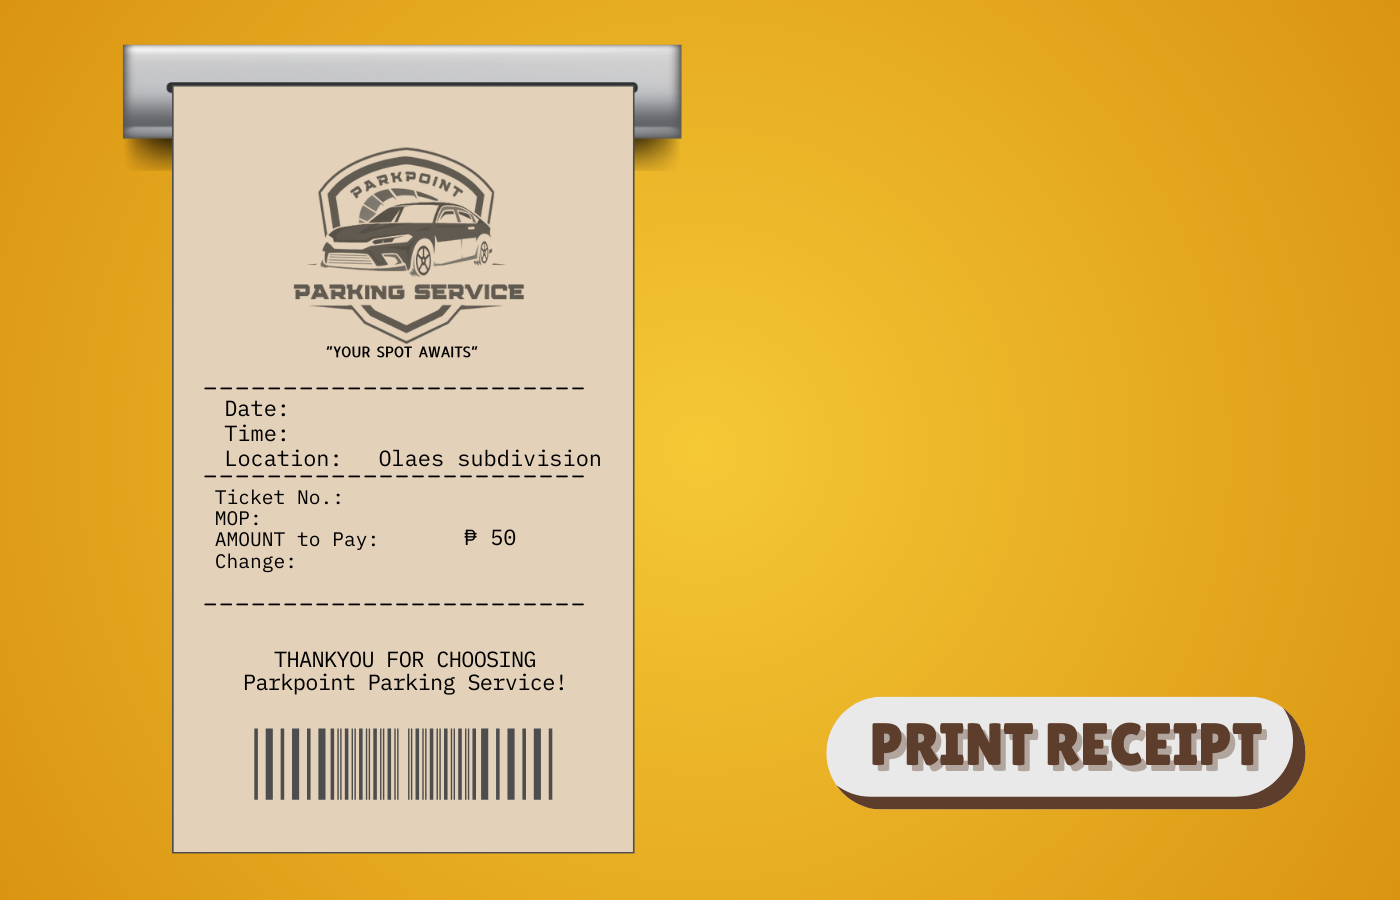 PARKPOINT
PARKING SERVICE
"YOUR SPOT AWAITS"
Date:
Time:
Location: Olaes subdivision
Ticket No.:
MOP:
AMOUNT to Pay: ₱ 50
Change:
THANKYOU FOR CHOOSING
Parkpoint Parking Service!
PRINT RECEIPT